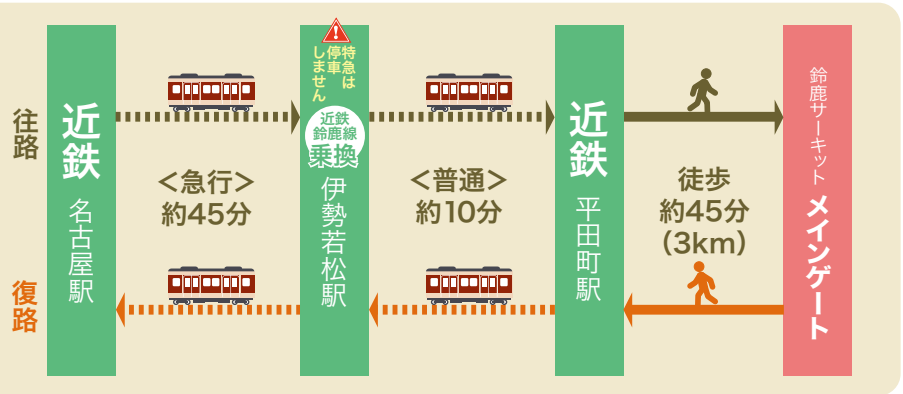 往路
復路
近鉄
名古屋駅
<急行>
約45分
特急は
停車
しません
近鉄
鈴鹿線
乗換
伊勢若松駅
<普通>
約10分
近鉄
平田町駅
徒歩
約45分
(3km)
鈴鹿サーキット
メインゲート